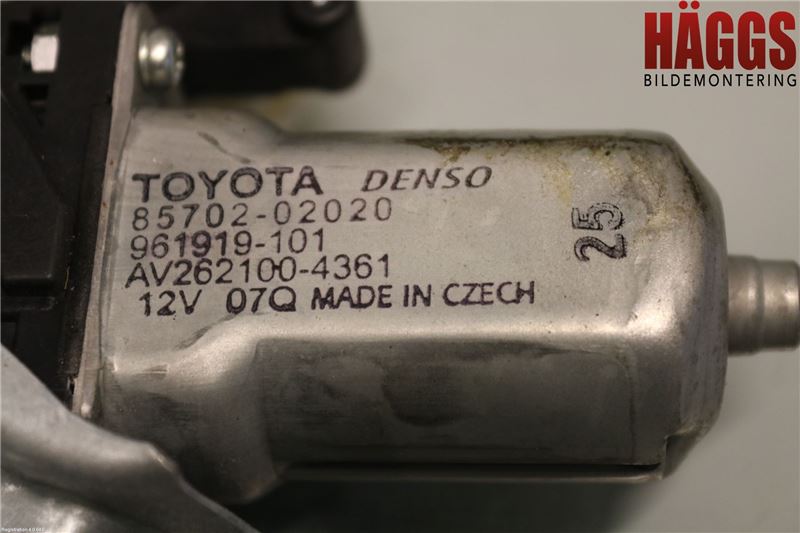 HÄGGS
BILDEMONTERING
TOYOTA DENSO
85702-02020
961919-101
AV262100-4361
12V 07Q MADE IN CZECH
25